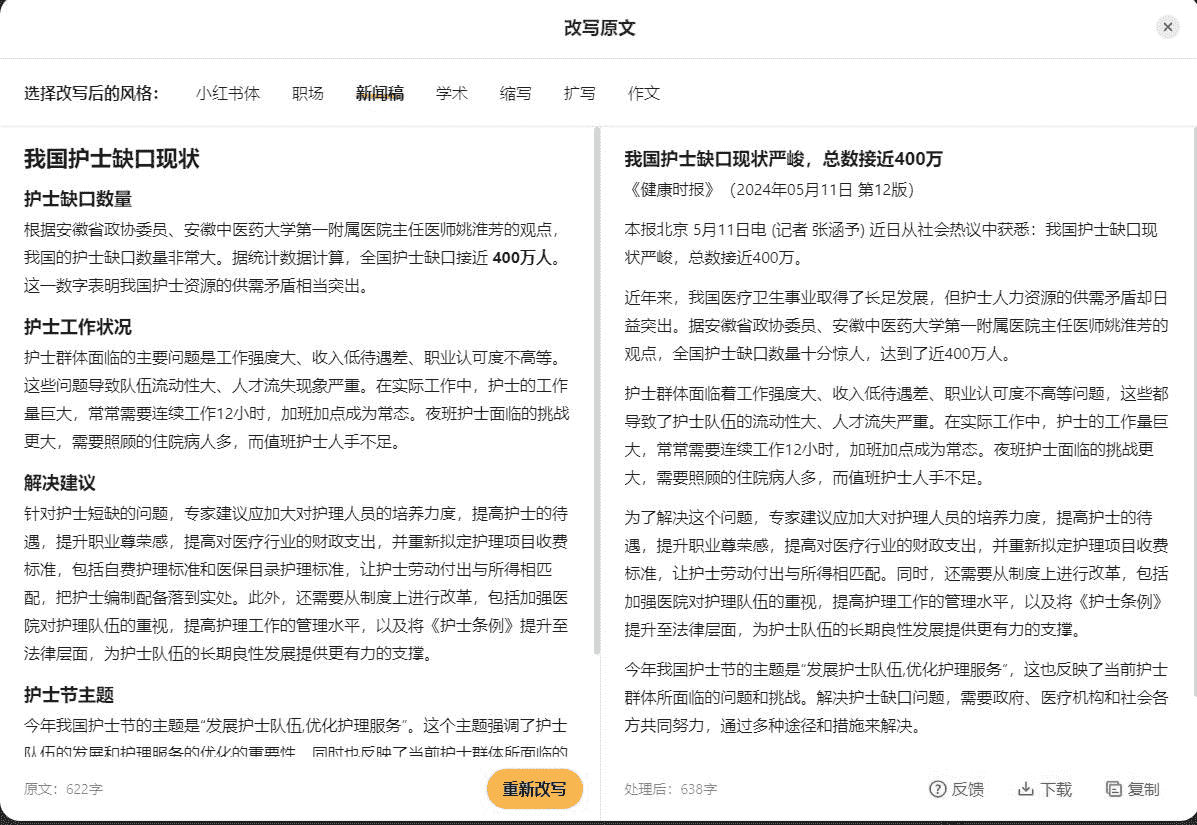 改写原文
选择改写后的风格：
小红书体 职场 新闻稿 学术 缩写 扩写 作文
我国护士缺口现状
护士缺口数量
根据安徽省政协委员、安徽中医药大学第一附属医院主任医师姚淮芳的观点，
我国的护士缺口数量非常大。据统计数据计算，全国护士缺口接近 400万人。
这一数字表明我国护士资源的供需矛盾相当突出。
护士工作状况
护士群体面临的主要问题是工作强度大、收入低待遇差、职业认可度不高等。
这些问题导致队伍流动性大、人才流失现象严重。在实际工作中，护士的工作
量巨大，常常需要连续工作12小时，加班加点成为常态。夜班护士面临的挑战
更大，需要照顾的住院病人多，而值班护士人手不足。
解决建议
针对护士短缺的问题，专家建议应加大对护理人员的培养力度，提高护士的待
遇，提升职业尊荣感，提高对医疗行业的财政支出，并重新拟定护理项目收费
标准，包括自费护理标准和医保目录护理标准，让护士劳动付出与所得相匹
配，把护士编制配备落到实处。此外，还需要从制度上进行改革，包括加强医
院对护理队伍的重视，提高护理工作的管理水平，以及将《护士条例》提升至
法律层面，为护士队伍的长期良性发展提供更有力的支撑。
护士节主题
今年我国护士节的主题是“发展护士队伍,优化护理服务”。这个主题强调了护士
队伍的发展和护理服务的优化的重要性，同时也反映了当前护士群体所面临的
原文：622字
重新改写
我国护士缺口现状严峻，总数接近400万
《健康时报》（2024年05月11日 第12版）
本报北京 5月11日电 (记者 张涵予) 近日从社会热议中获悉：我国护士缺口现
状严峻，总数接近400万。
近年来，我国医疗卫生事业取得了长足发展，但护士人力资源的供需矛盾却日
益突出。据安徽省政协委员、安徽中医药大学第一附属医院主任医师姚淮芳的
观点，全国护士缺口数量十分惊人，达到了近400万人。
护士群体面临着工作强度大、收入低待遇差、职业认可度不高等问题，这些都
导致了护士队伍的流动性大、人才流失严重。在实际工作中，护士的工作量巨
大，常常需要连续工作12小时，加班加点成为常态。夜班护士面临的挑战更
大，需要照顾的住院病人多，而值班护士人手不足。
为了解决这个问题，专家建议应加大对护理人员的培养力度，提高护士的待
遇，提升职业尊荣感，提高对医疗行业的财政支出，并重新拟定护理项目收费
标准，让护士劳动付出与所得相匹配。同时，还需要从制度上进行改革，包括
加强医院对护理队伍的重视，提高护理工作的管理水平，以及将《护士条例》
提升至法律层面，为护士队伍的长期良性发展提供更有力的支撑。
今年我国护士节的主题是“发展护士队伍,优化护理服务”，这也反映了当前护士
群体所面临的问题和挑战。解决护士缺口问题，需要政府、医疗机构和社会各
方共同努力，通过多种途径和措施来解决。
处理后：638字
反馈 下载 复制